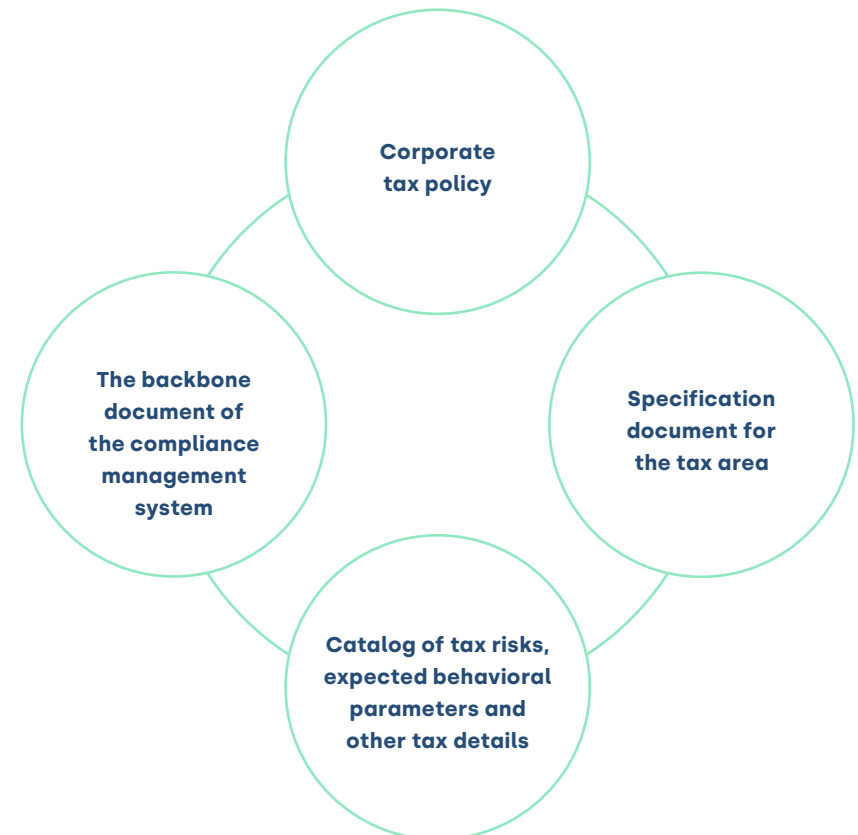 Corporate
tax policy
The backbone
document of
the compliance
management
system
Specification
document for
the tax area
Catalog of tax risks,
expected behavioral
parameters and
other tax details